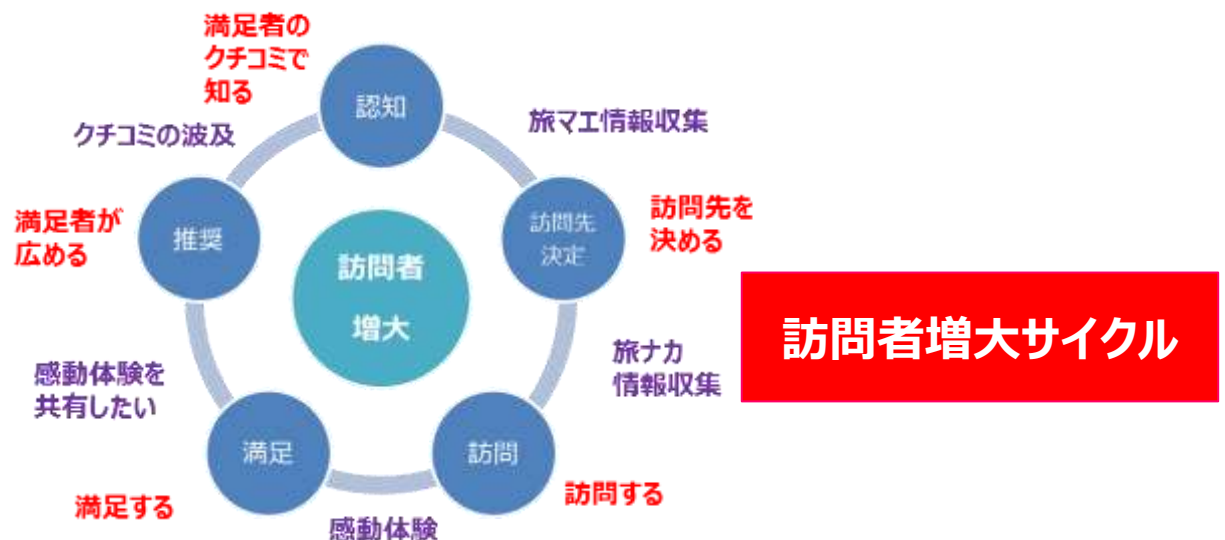 満足者の
クチコミで
知る
認知
クチコミの波及
旅マエ情報収集
満足者が
広める
推奨
訪問先
決定
訪問先を
決める
訪問者
増大
訪問者増大サイクル
感動体験を
共有したい
旅ナカ
情報収集
満足
訪問
満足する
訪問する
感動体験